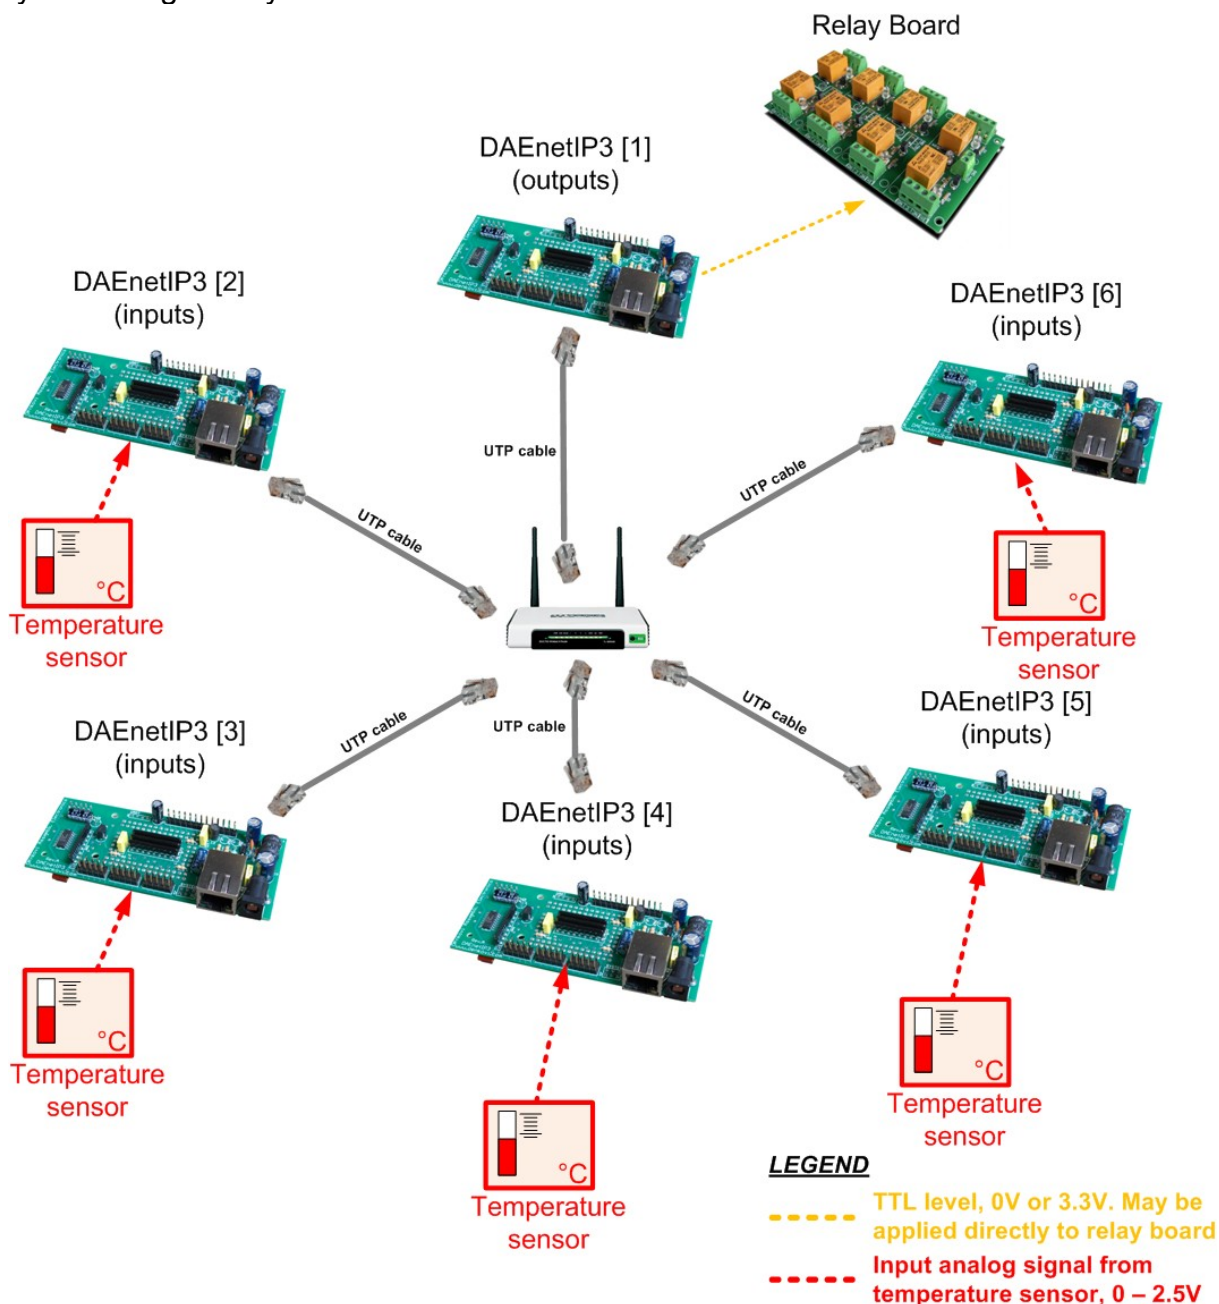 Relay Board
DAEnetIP3 [1]
(outputs)
DAEnetIP3 [2]
(inputs)
DAEnetIP3 [6]
(inputs)
UTP cable
UTP cable
UTP cable
°C
Temperature
sensor
°C
Temperature
sensor
DAEnetIP3 [3]
(inputs)
UTP cable
UTP cable
UTP cable
DAEnetIP3 [5]
(inputs)
DAEnetIP3 [4]
(inputs)
°C
Temperature
sensor
°C
Temperature
sensor
°C
Temperature
sensor
LEGEND
TTL level, 0V or 3.3V. May be
applied directly to relay board
Input analog signal from
temperature sensor, 0 – 2.5V